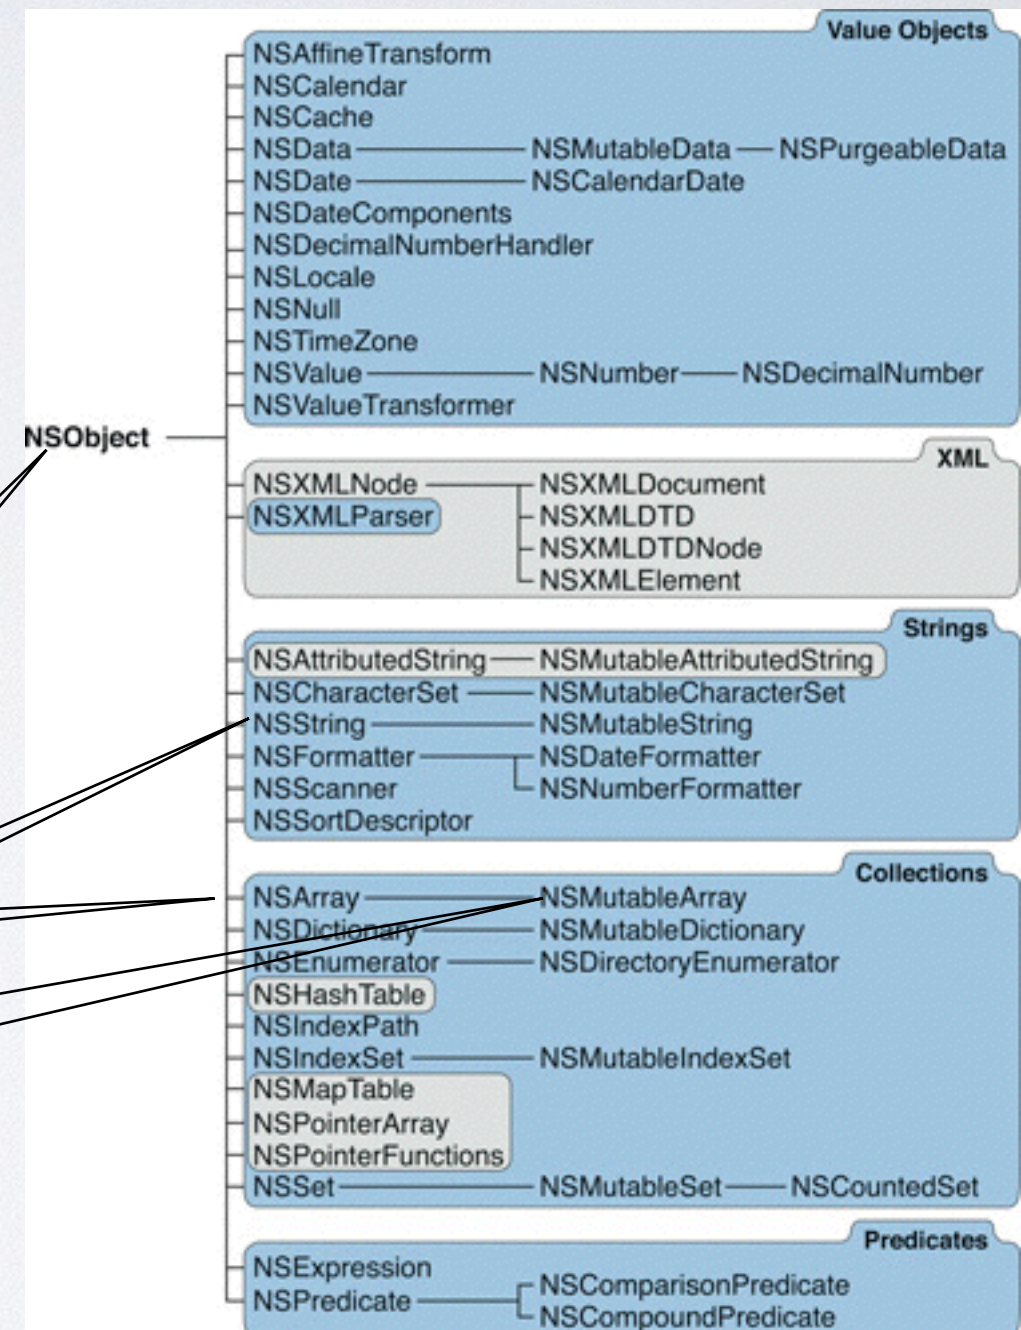 Value Objects
NSAffineTransform
NSCalendar
NSCache
NSData NSMutableData NSPurgeableData
NSDate NSCalendarDate
NSDateComponents
NSDecimalNumberHandler
NSLocale
NSNull
NSTimeZone
NSValue NSNumber NSDecimalNumber
NSValueTransformer
NSObject
XML
NSXMLNode NSXMLDocument
NSXMLParser NSXMLDTD
NSXMLDTDNode
NSXMLElement
Strings
NSAttributedString NSMutableAttributedString
NSCharacterSet NSMutableCharacterSet
NSString NSMutableString
NSFormatter NSDateFormatter
NSScanner NSNumberFormatter
NSSortDescriptor
Collections
NSArray NSMutableArray
NSDictionary NSMutableDictionary
NSEnumerator NSDirectoryEnumerator
NSHashTable
NSIndexPath
NSIndexSet NSMutableIndexSet
NSMapTable
NSPointerArray
NSPointerFunctions
NSSet NSMutableSet NSCountedSet
Predicates
NSExpression
NSPredicate NSComparisonPredicate
NSCompoundPredicate